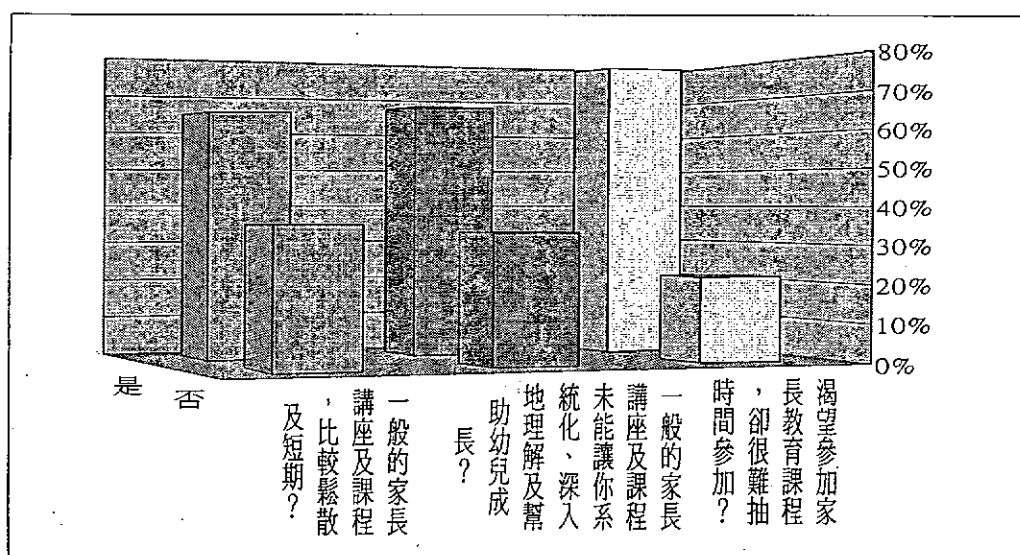 80%
70%
60%
50%
40%
30%
20%
10%
0%
是
否
一般的家長
講座及課程
，比較鬆散
及短期？
一般的家長
講座及課程
未能讓你系
統化、深入
地理解及幫
助幼兒成
長？
渴望參加家
長教育課程
，卻很難抽
時間參加？